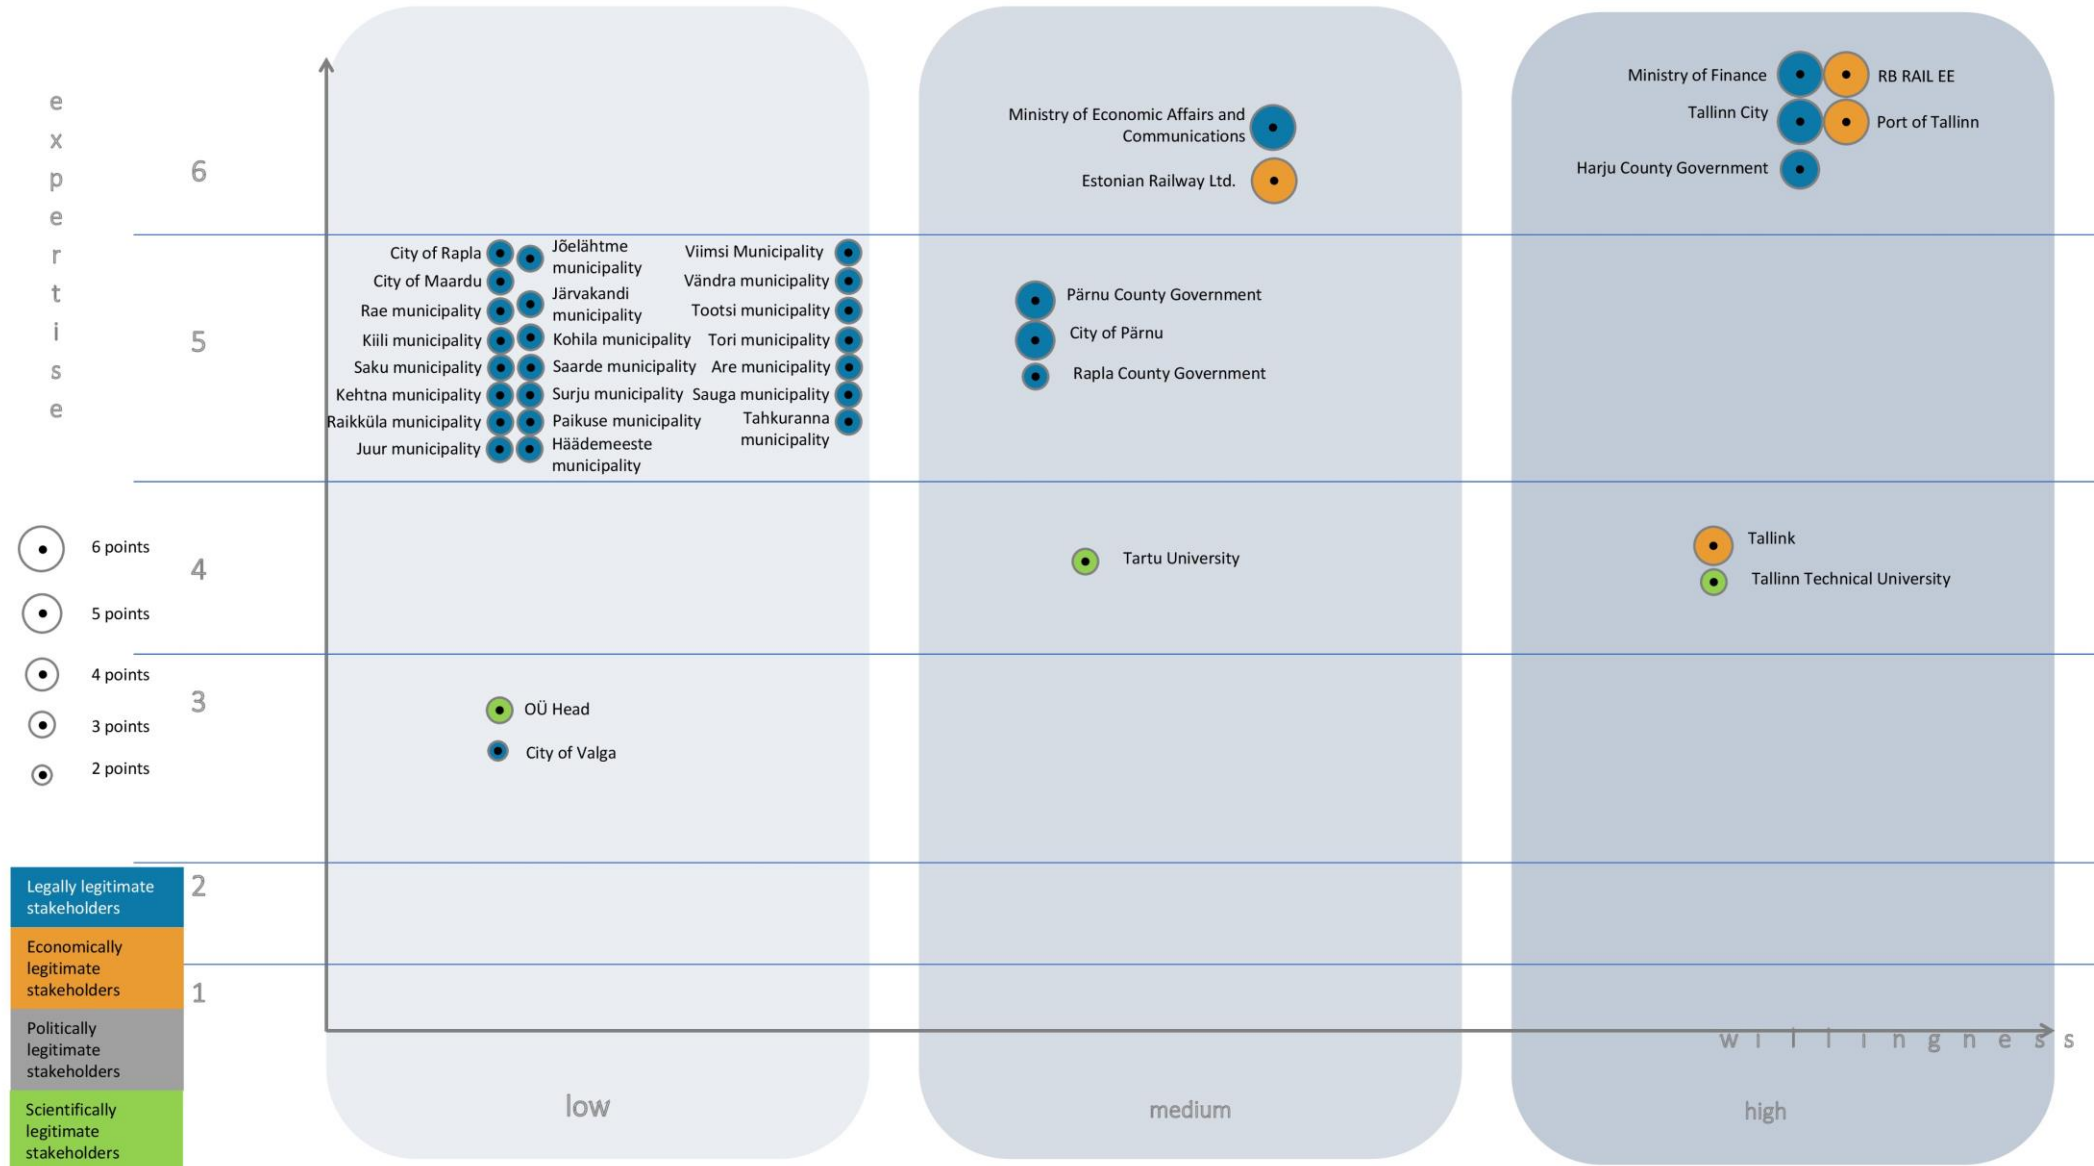 expertise
6
5
4
3
2
1
Ministry of Finance
RB RAIL EE
Tallinn City
Port of Tallinn
Harju County Government
Ministry of Economic Affairs and
Communications
Estonian Railway Ltd.
City of Rapla
City of Maardu
Rae municipality
Kiili municipality
Saku municipality
Kehtna municipality
Raikküla municipality
Juur municipality
Jõelähtme
municipality
Järvakandi
municipality
Kohila municipality
Saarde municipality
Surju municipality
Paikuse municipality
Häädemeeste
municipality
Viimsi Municipality
Vändra municipality
Tootsi municipality
Tori municipality
Are municipality
Sauga municipality
Tahkuranna
municipality
Pärnu County Government
City of Pärnu
Rapla County Government
Tartu University
Tallink
Tallinn Technical University
OÜ Head
City of Valga
6 points
5 points
4 points
3 points
2 points
Legally legitimate
stakeholders
Economically
legitimate
stakeholders
Politically
legitimate
stakeholders
Scientifically
legitimate
stakeholders
willingness
low
medium
high